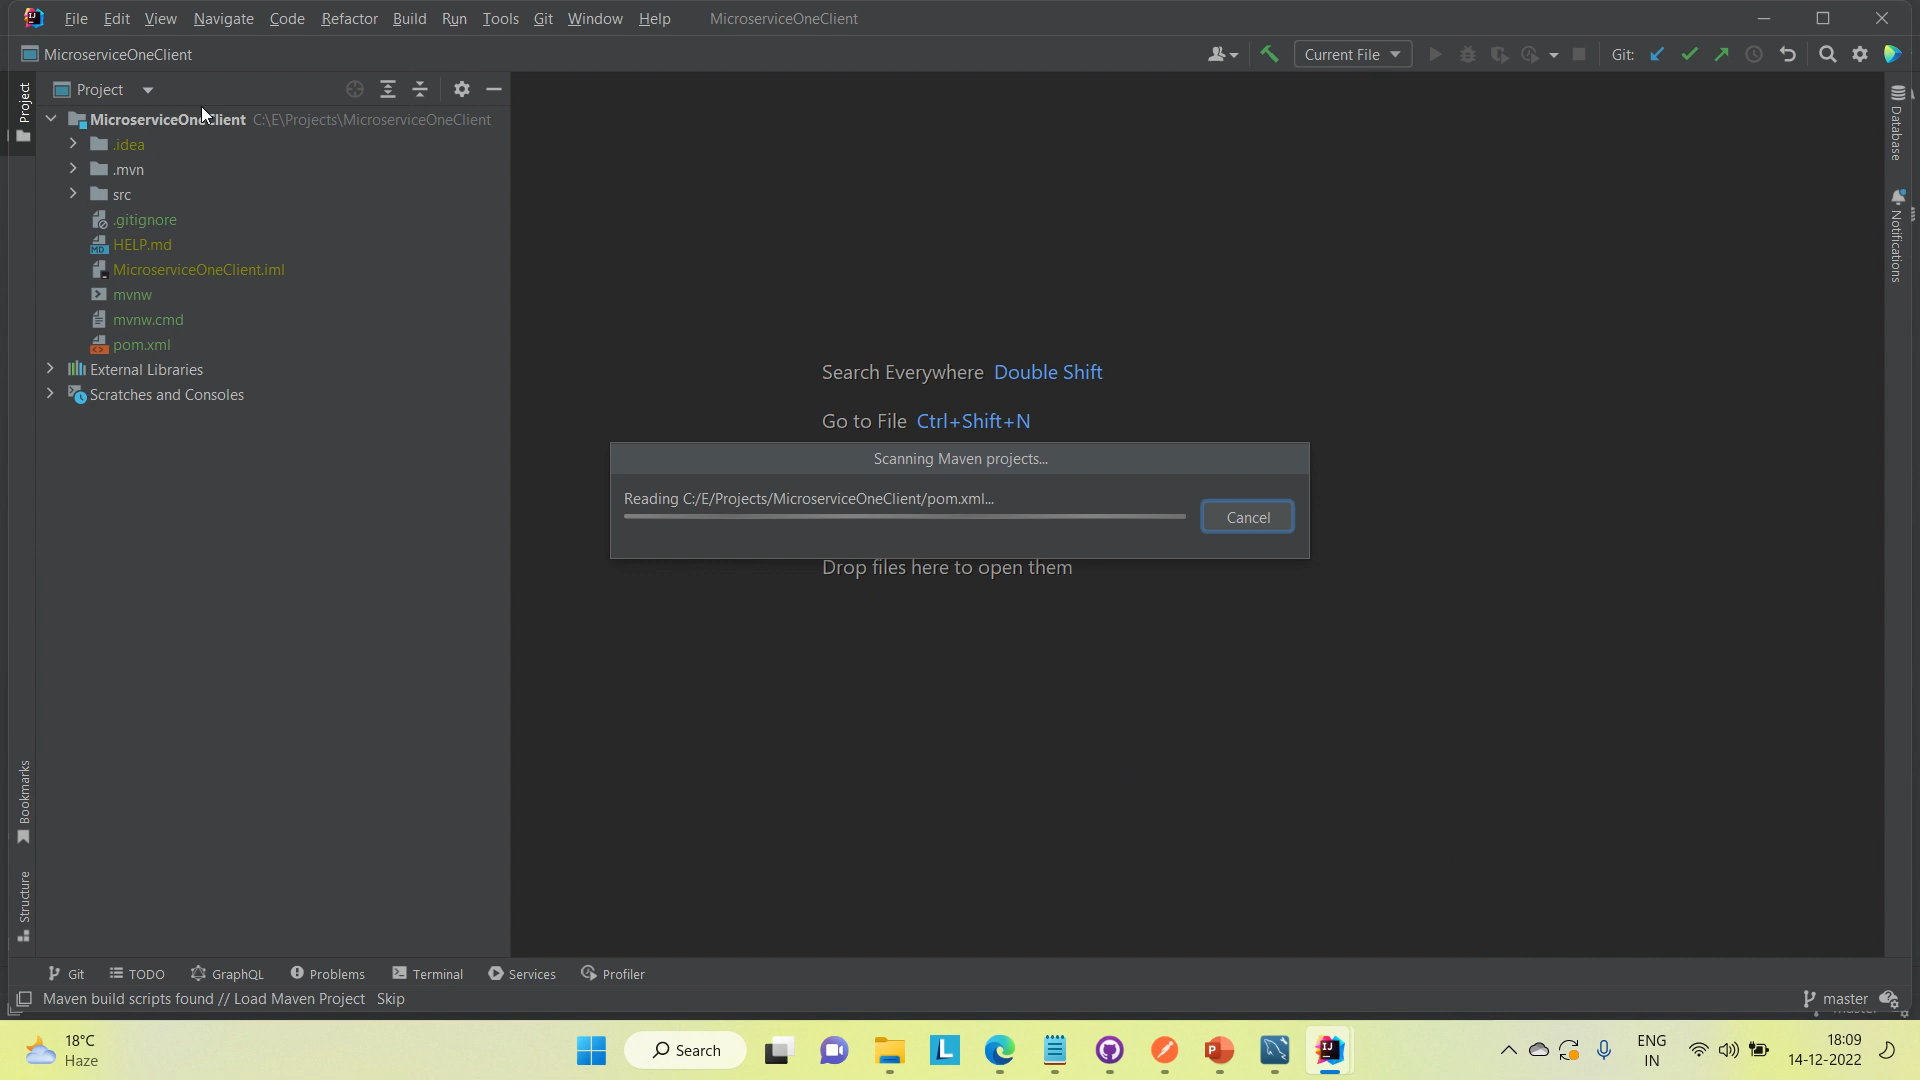 File Edit View Navigate Code Refactor Build Run Tools Git Window Help MicroserviceOneClient
MicroserviceOneClient Current File Git:
Project
MicroserviceOneClient C:\E\Projects\MicroserviceOneClient
.idea
.mvn
src
.gitignore
HELP.md
MicroserviceOneClient.iml
mvnw
mvnw.cmd
pom.xml
External Libraries
Scratches and Consoles
Project
Bookmarks
Structure
Search Everywhere Double Shift
Go to File Ctrl+Shift+N
Scanning Maven projects...
Reading C:/E/Projects/MicroserviceOneClient/pom.xml...
Cancel
Drop files here to open them
Database
Notifications
Git TODO GraphQL Problems Terminal Services Profiler
Maven build scripts found // Load Maven Project Skip master
18°C
Haze
Search
ENG
IN
18:09
14-12-2022